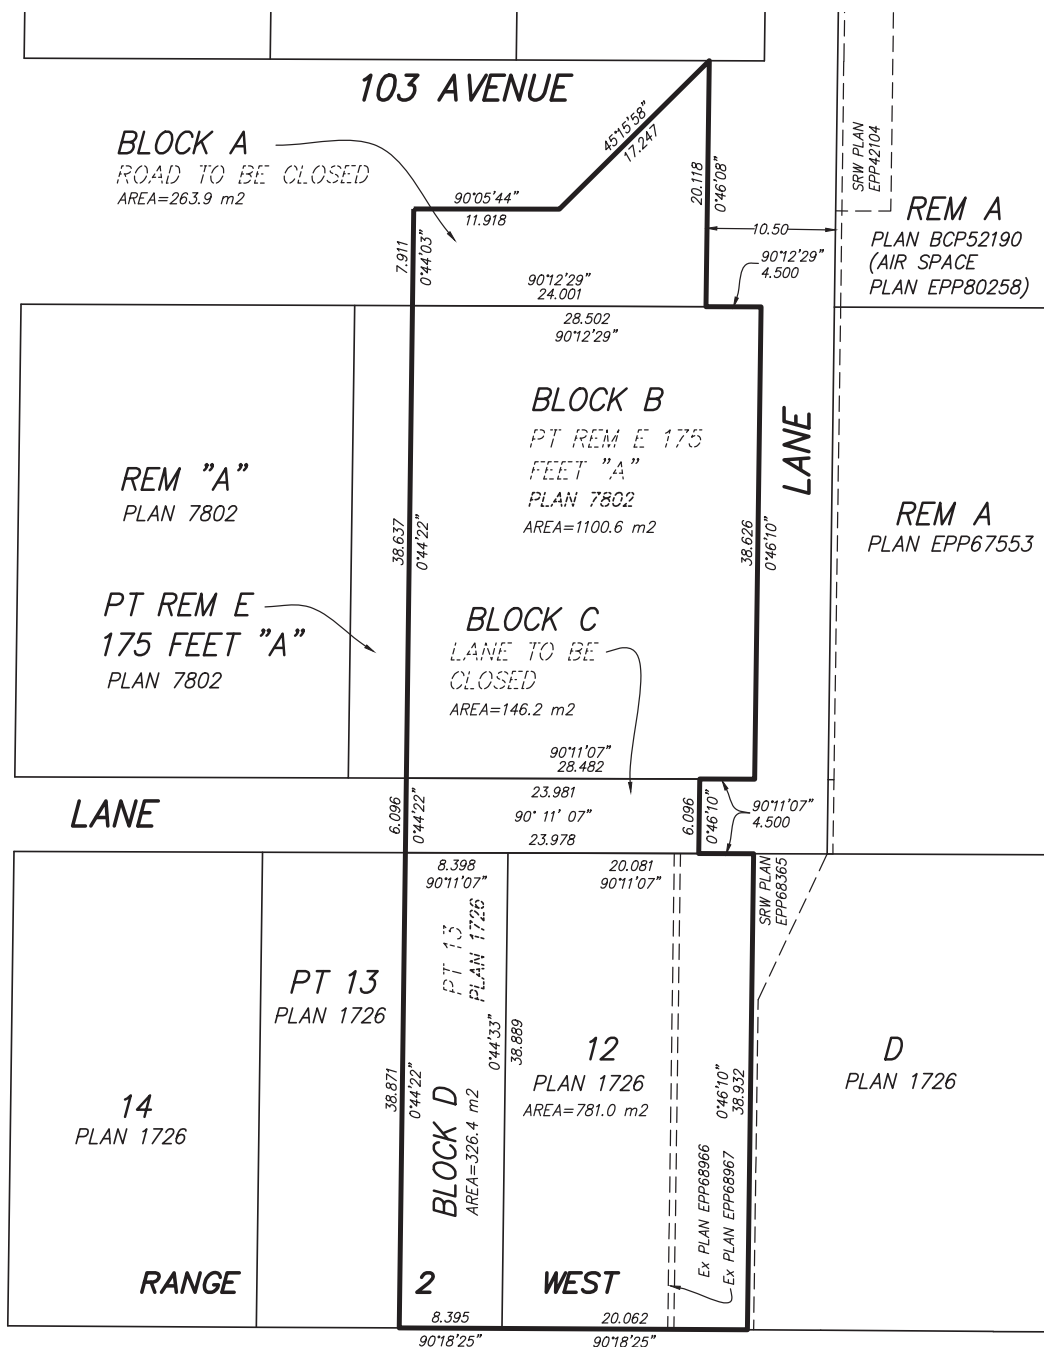 103 AVENUE
BLOCK A
ROAD TO BE CLOSED
AREA=263.9 m2
90°05'44"
11.918
45°15'58"
17.247
20.118
0°46'08"
7.911
0°44'03"
SRW PLAN
EPP42104
10.50
90°12'29"
4.500
REM A
PLAN BCP52190
(AIR SPACE
PLAN EPP80258)
90°12'29"
24.001
28.502
90°12'29"
BLOCK B
PT REM E 175
FEET "A"
PLAN 7802
AREA=1100.6 m2
LANE
REM "A"
PLAN 7802
REM A
PLAN EPP67553
38.637
0°44'22"
38.626
0°46'10"
PT REM E
175 FEET "A"
PLAN 7802
BLOCK C
LANE TO BE
CLOSED
AREA=146.2 m2
90°11'07"
28.482
LANE
6.096
0°44'22"
23.981
90° 11' 07"
23.978
6.096
0°46'10"
90°11'07"
4.500
8.398
90°11'07"
20.081
90°11'07"
SRW PLAN
EPP68365
PT 13
PLAN 1726
PT 13
PLAN 1726
0°44'33"
38.889
12
PLAN 1726
AREA=781.0 m2
D
PLAN 1726
14
PLAN 1726
38.871
0°44'22"
BLOCK D
AREA=326.4 m2
0°46'10"
38.932
Ex PLAN EPP68966
Ex PLAN EPP68967
RANGE 2 WEST
8.395
90°18'25"
20.062
90°18'25"